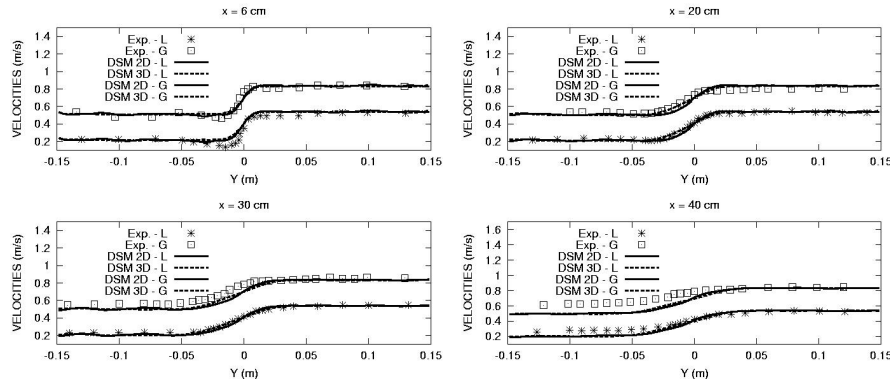 x = 6 cm
VELOCITIES (m/s)
1.4
1.2
1
0.8
0.6
0.4
0.2
Exp. - L
Exp. - G
DSM 2D - L
DSM 3D - L
DSM 2D - G
DSM 3D - G
-0.15 -0.1 -0.05 0 0.05 0.1 0.15
Y (m)
x = 20 cm
VELOCITIES (m/s)
1.4
1.2
1
0.8
0.6
0.4
0.2
Exp. - L
Exp. - G
DSM 2D - L
DSM 3D - L
DSM 2D - G
DSM 3D - G
-0.15 -0.1 -0.05 0 0.05 0.1 0.15
Y (m)
x = 30 cm
VELOCITIES (m/s)
1.4
1.2
1
0.8
0.6
0.4
0.2
Exp. - L
Exp. - G
DSM 2D - L
DSM 3D - L
DSM 2D - G
DSM 3D - G
-0.15 -0.1 -0.05 0 0.05 0.1 0.15
Y (m)
x = 40 cm
VELOCITIES (m/s)
1.6
1.4
1.2
1
0.8
0.6
0.4
0.2
Exp. - L
Exp. - G
DSM 2D - L
DSM 3D - L
DSM 2D - G
DSM 3D - G
-0.15 -0.1 -0.05 0 0.05 0.1 0.15
Y (m)